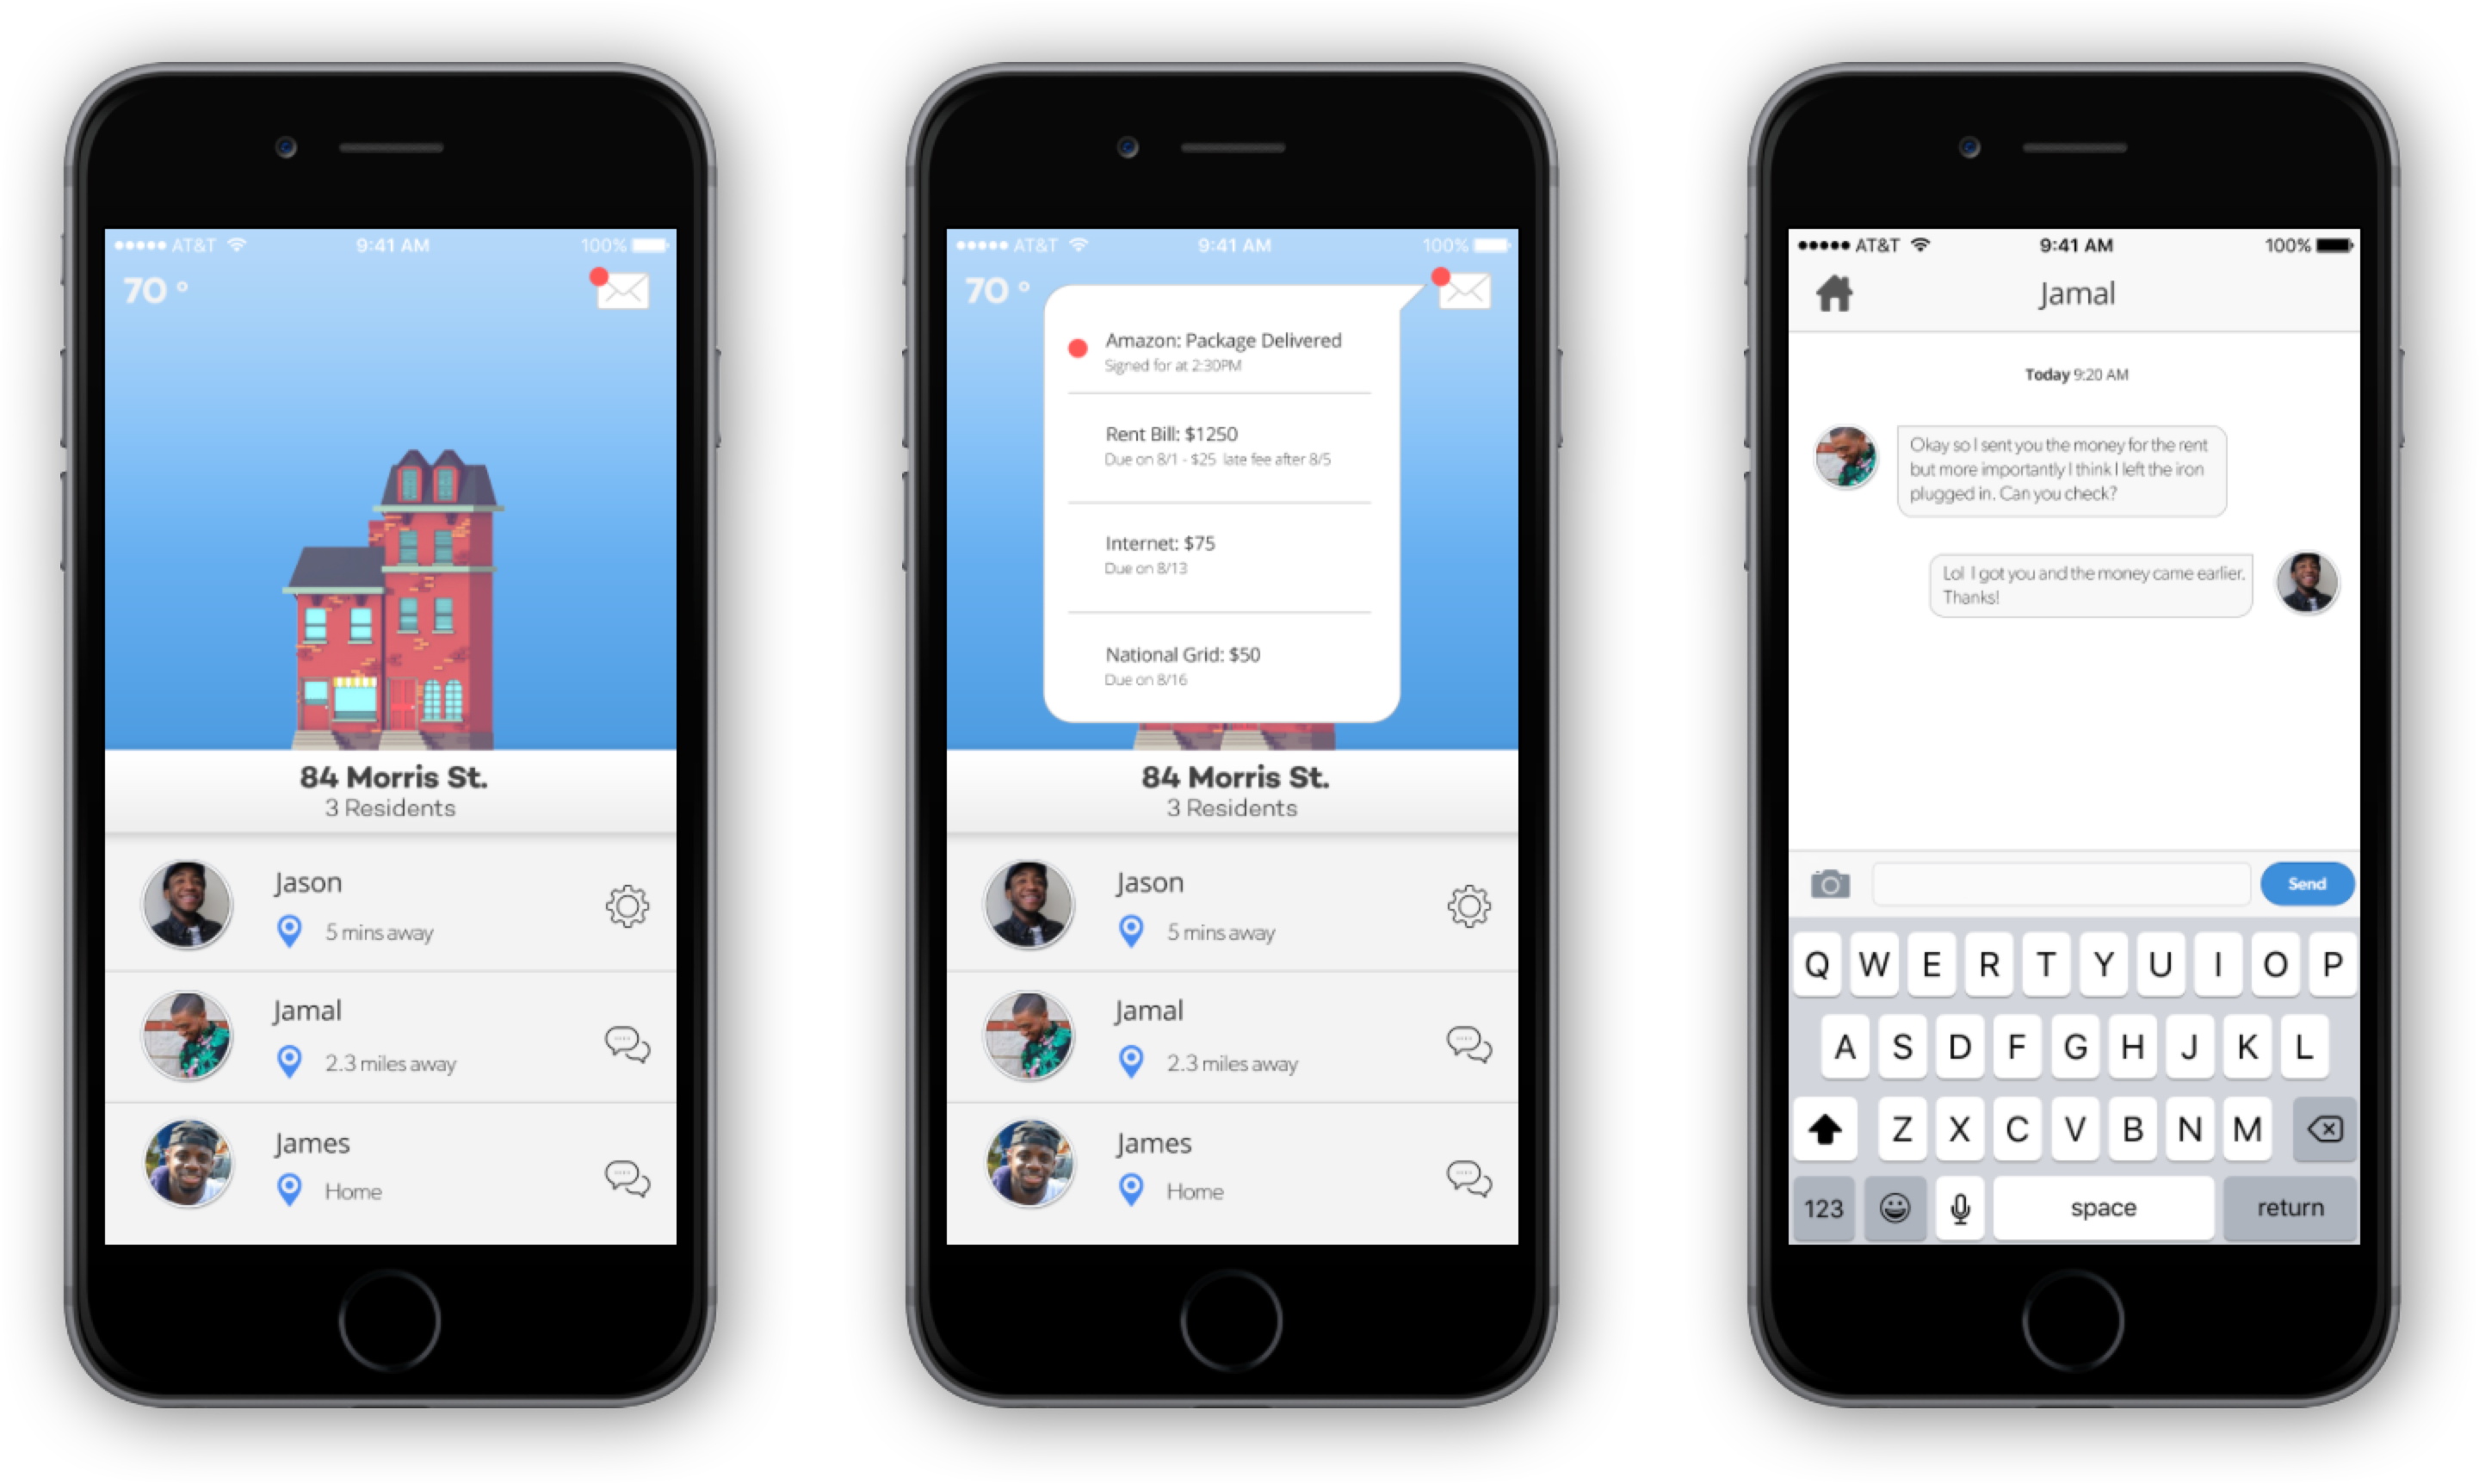 AT&T 9:41 AM 100%
70 °
84 Morris St.
3 Residents
Jason
5 mins away
Jamal
2.3 miles away
James
Home
AT&T 9:41 AM 100%
70 °
Amazon: Package Delivered
Signed for at 2:30PM
Rent Bill: $1250
Due on 8/1 - $25 late fee after 8/5
Internet: $75
Due on 8/13
National Grid: $50
Due on 8/16
84 Morris St.
3 Residents
Jason
5 mins away
Jamal
2.3 miles away
James
Home
AT&T 9:41 AM 100%
Jamal
Today 9:20 AM
Okay so I sent you the money for the rent
but more importantly I think I left the iron
plugged in. Can you check?
Lol I got you and the money came earlier.
Thanks!
Send
Q W E R T Y U I O P
A S D F G H J K L
Z X C V B N M
123 space return